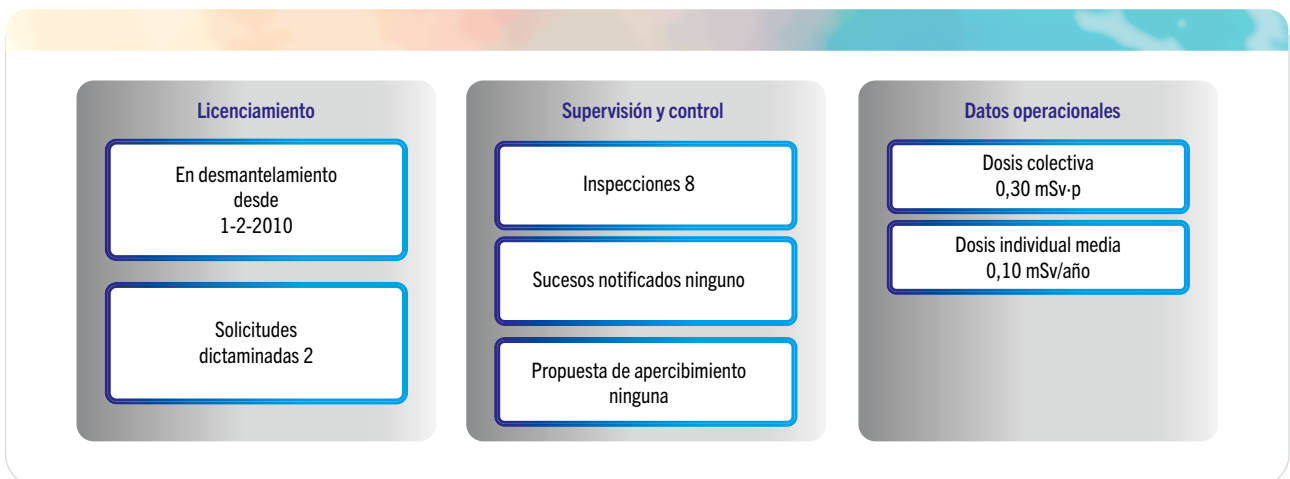 Licenciamiento
En desmantelamiento
desde
1-2-2010
Solicitudes
dictaminadas 2
Supervisión y control
Inspecciones 8
Sucesos notificados ninguno
Propuesta de apercibimiento
ninguna
Datos operacionales
Dosis colectiva
0,30 mSv·p
Dosis individual media
0,10 mSv/año